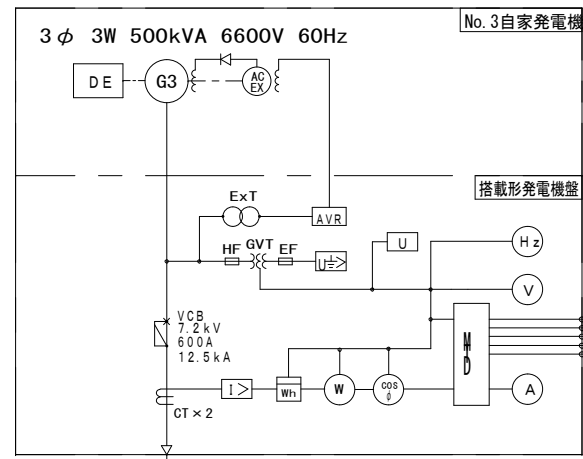 3φ 3W 500kVA 6600V 60Hz
No.3自家発電機
DE
G3
AC
EX
搭載形発電機盤
ExT
AVR
HF
GVT
EF
U
U
Hz
V
VCB
7.2kV
600A
12.5kA
I>
Wh
W
cos
φ
A
CT×2